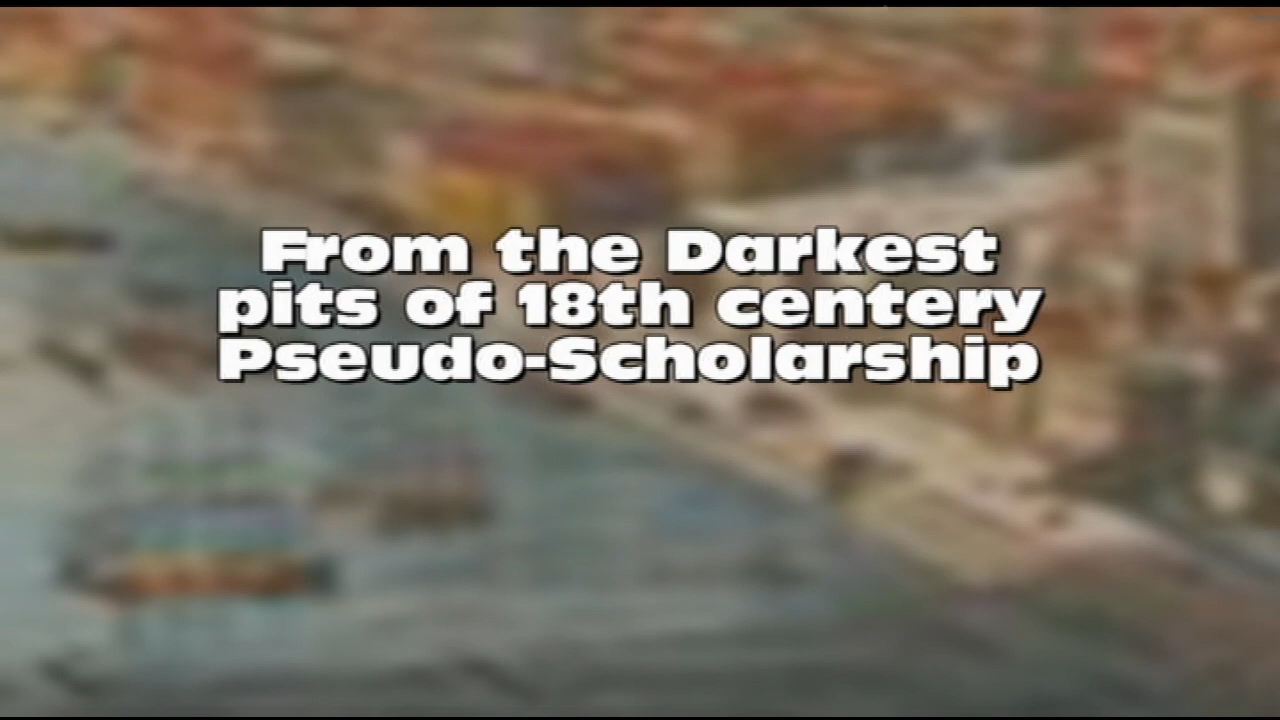 From the Darkest
pits of 18th centery
Pseudo-Scholarship